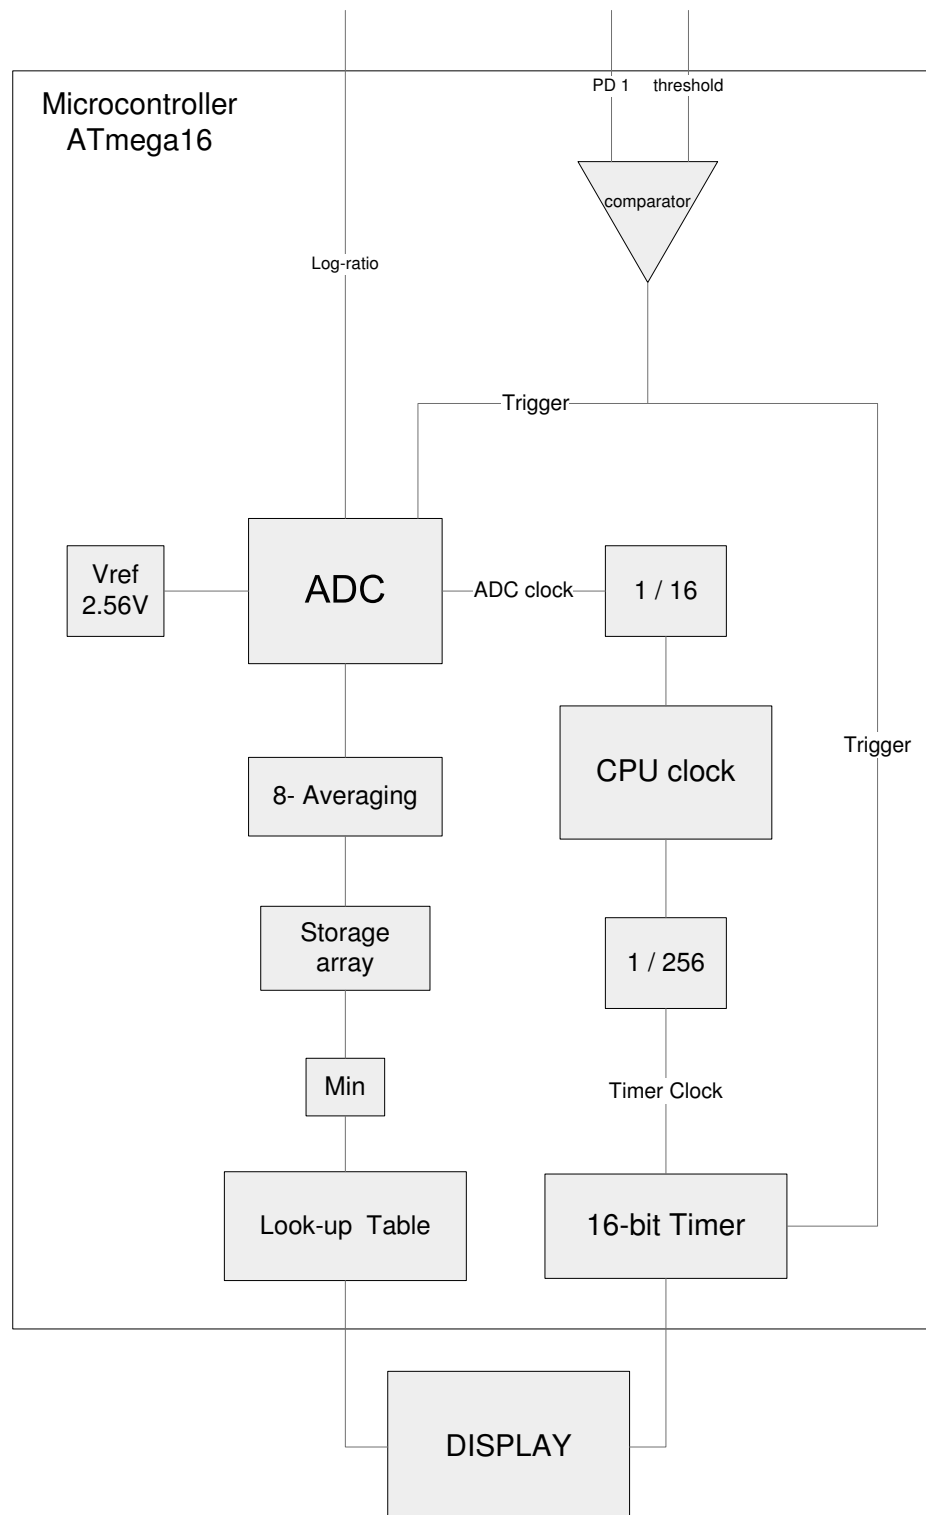 PD 1 threshold
Microcontroller
ATmega16
comparator
Log-ratio
Trigger
Vref
2.56V
ADC
ADC clock
1 / 16
Trigger
CPU clock
8- Averaging
Storage
array
1 / 256
Min
Timer Clock
Look-up Table
16-bit Timer
DISPLAY